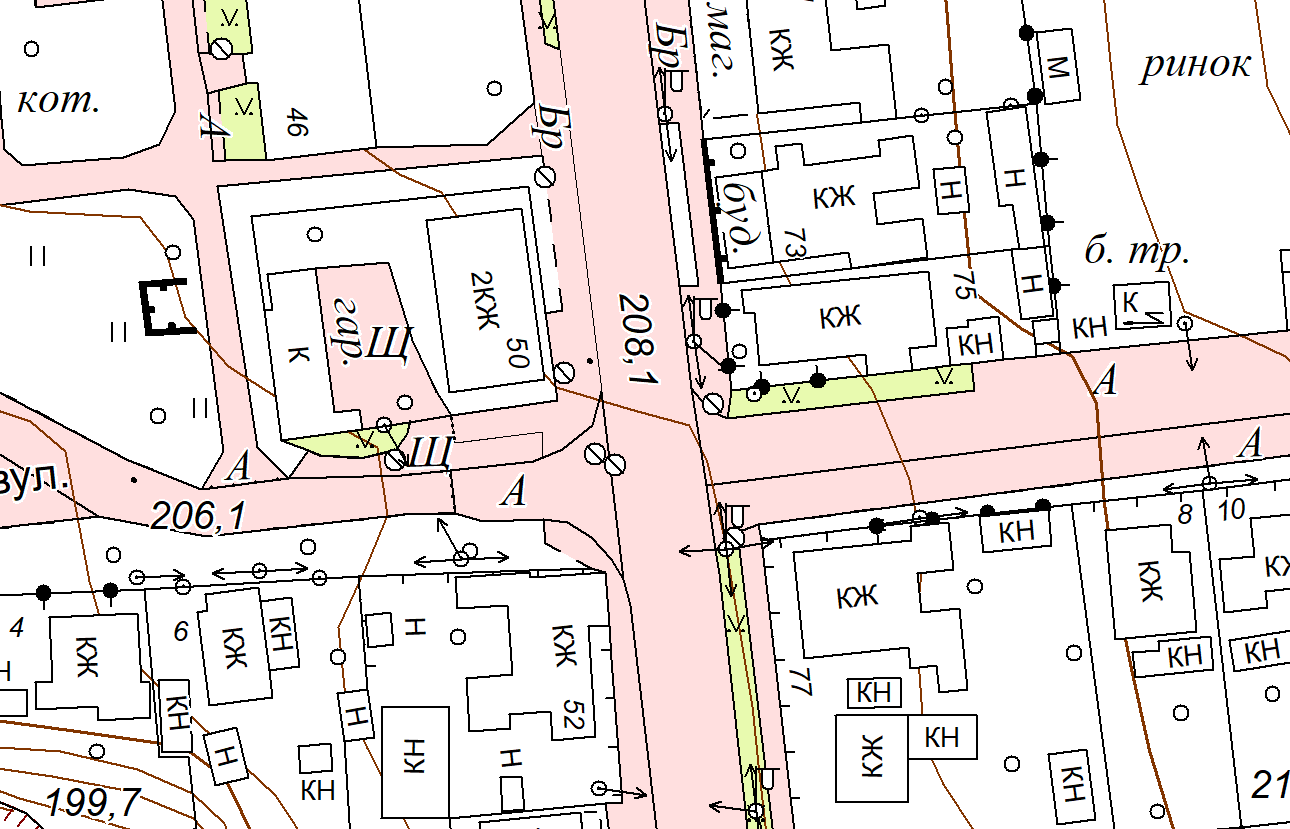 Бр
маг.
КЖ
М
ринок
кот.
А
46
Бр
буд.
КЖ
73
Н
Н
б. тр.
2КЖ
50
гар.
Щ
К
208,1
КЖ
75
Н
КН
КН
К
А
вул.
А
206,1
Щ
А
А
8
10
КН
КЖ
КЖ
КЖ
4
КЖ
6
КЖ
КН
Н
КЖ
52
77
КН
КН
КН
Н
КН
Н
Н
КН
КН
Н
КЖ
КН
КН
199,7
21